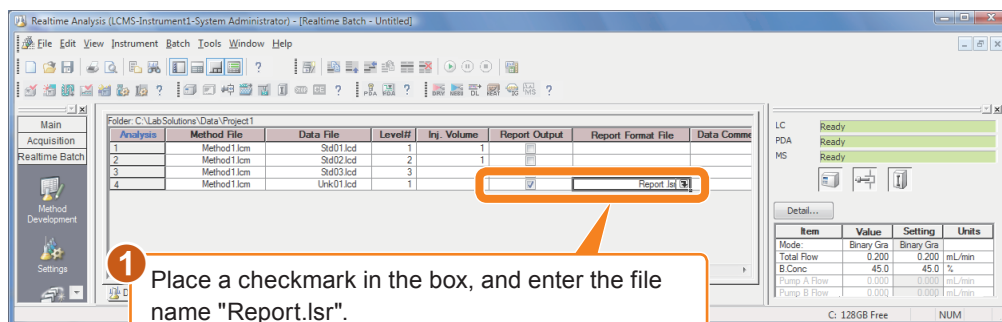 Realtime Analysis (LCMS-Instrument1-System Administrator) - [Realtime Batch - Untitled]
File Edit View Instrument Batch Tools Window Help
Main
Acquisition
Realtime Batch
Method Development
Settings
Folder: C:\LabSolutions\Data\Project1
Analysis Method File Data File Level# Inj. Volume Report Output Report Format File Data Comme
1 Method1.lcm Std01.lcd 1 1
2 Method1.lcm Std02.lcd 2 1
3 Method1.lcm Std03.lcd 3
4 Method1.lcm Unk01.lcd 1 Report.lsr
1
Place a checkmark in the box, and enter the file
name "Report.lsr".
LC Ready
PDA Ready
MS Ready
Detail...
Item Value Setting Units
Mode: Binary Gra Binary Gra
Total Flow 0.200 0.200 mL/min
B.Conc 45.0 45.0 %
Pump A Flow 0.000 0.000 mL/min
Pump B Flow 0.000 0.000 mL/min
C: 128GB Free NUM